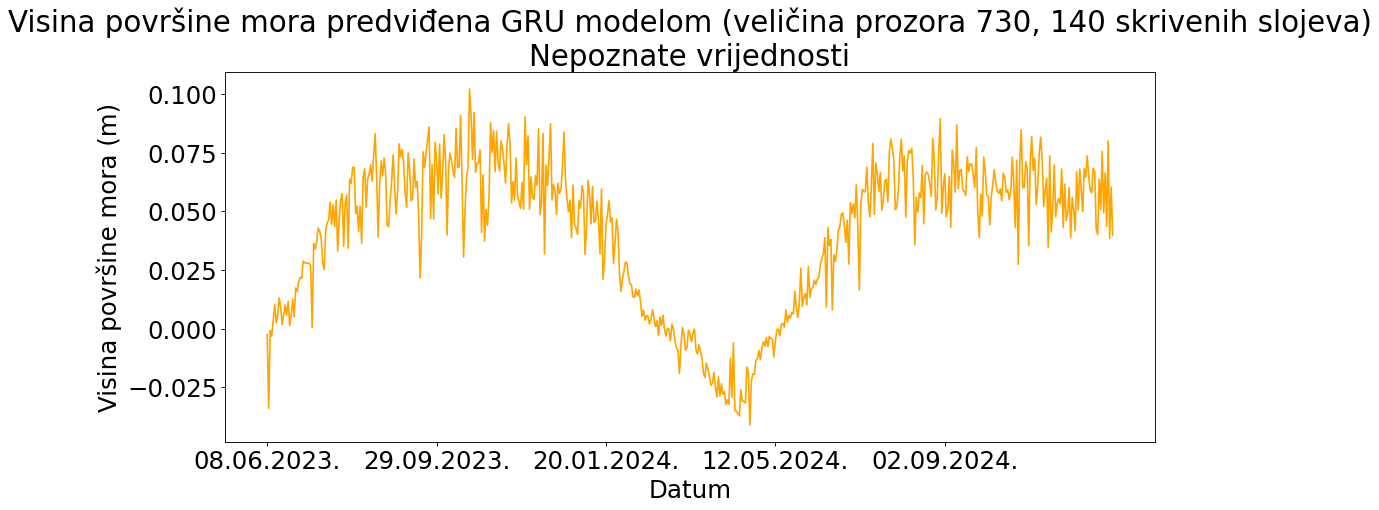 Visina površine mora predviđena GRU modelom (veličina prozora 730, 140 skrivenih slojeva)
Nepoznate vrijednosti
Visina površine mora (m)
0.100
0.075
0.050
0.025
0.000
−0.025
08.06.2023. 29.09.2023. 20.01.2024. 12.05.2024. 02.09.2024.
Datum